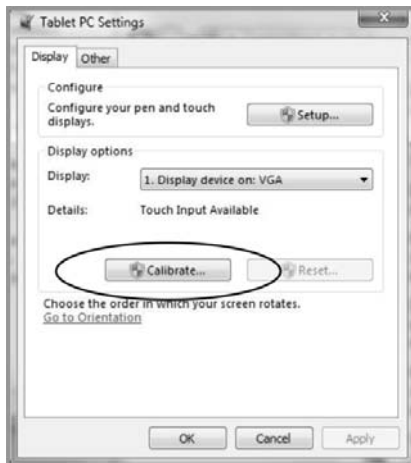 Tablet PC Settings
Display Other
Configure
Configure your pen and touch
displays.
Setup...
Display options
Display: 1. Display device on: VGA
Details: Touch Input Available
Calibrate... Reset...
Choose the order in which your screen rotates.
Go to Orientation
OK Cancel Apply